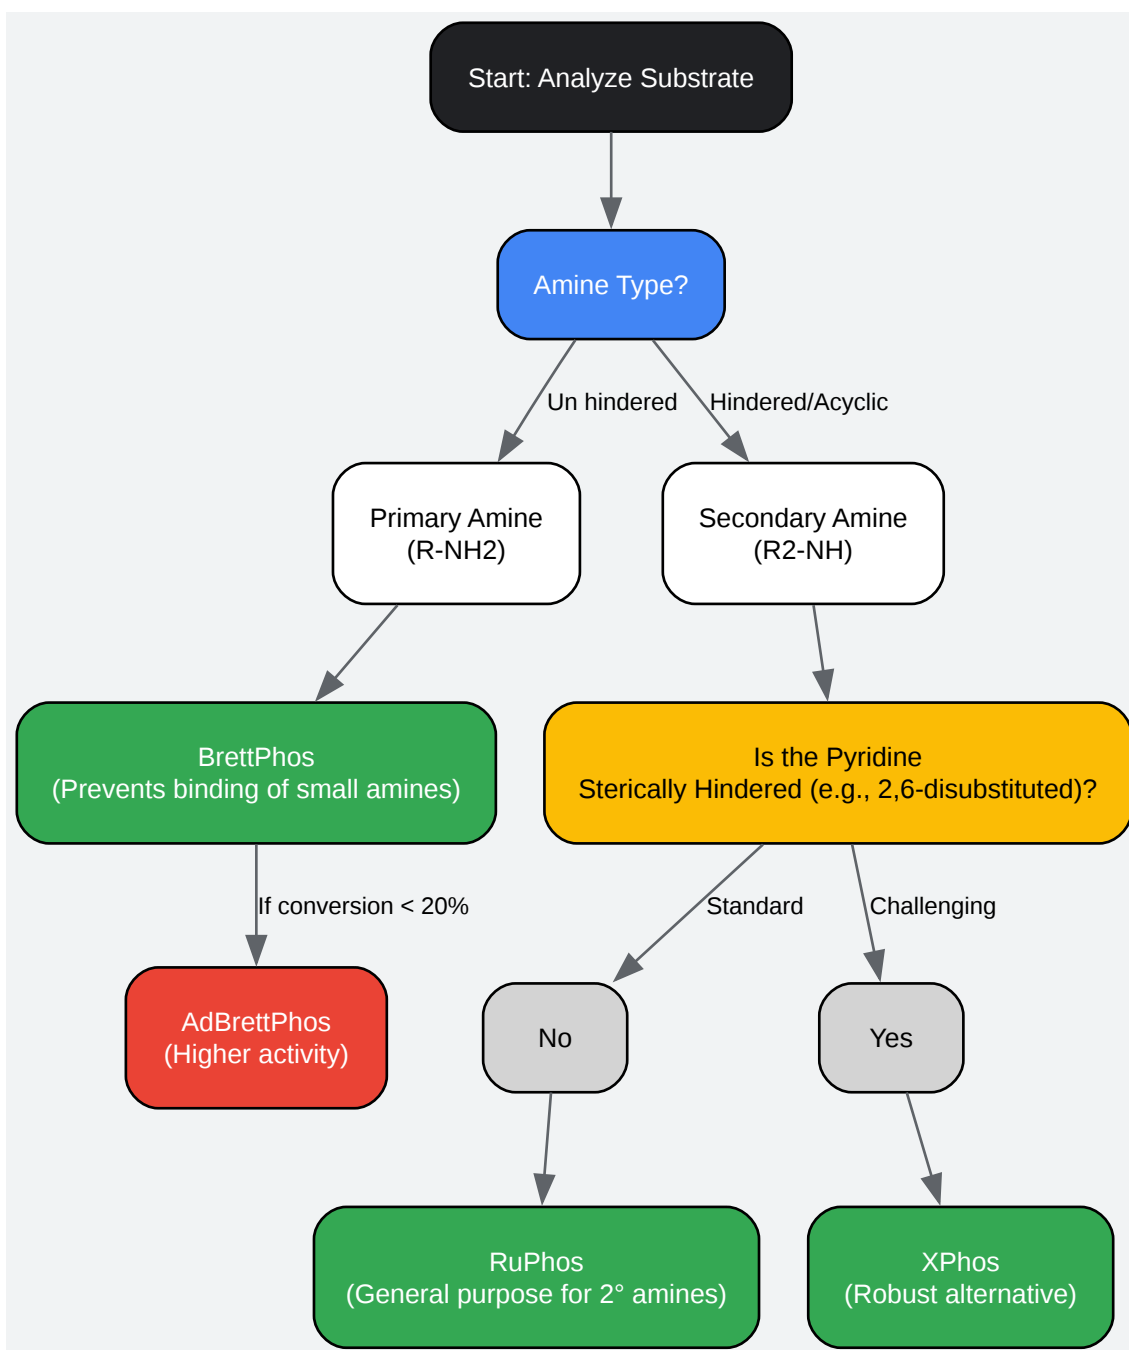 Start: Analyze Substrate
Amine Type?
Un hindered
Hindered/Acyclic
Primary Amine
(R-NH2)
Secondary Amine
(R2-NH)
BrettPhos
(Prevents binding of small amines)
Is the Pyridine
Sterically Hindered (e.g., 2,6-disubstituted)?
If conversion < 20%
Standard
Challenging
AdBrettPhos
(Higher activity)
No
Yes
RuPhos
(General purpose for 2° amines)
XPhos
(Robust alternative)